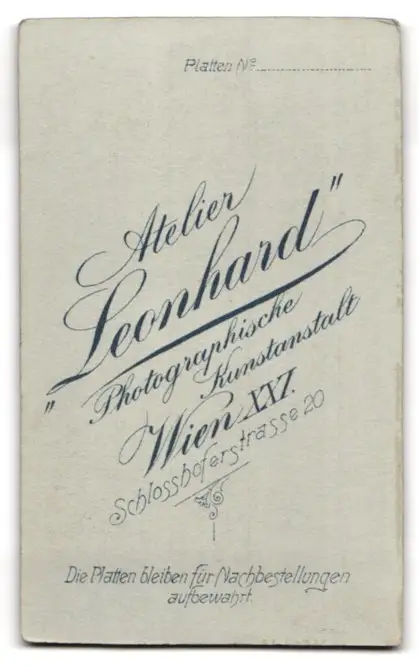 Platten Nº
Atelier
„Leonhard"
Photographische
Kunstanstalt
Wien XXI.
Schlosshoferstrasse 20
Die Platten bleiben für Nachbestellungen
aufbewahrt.